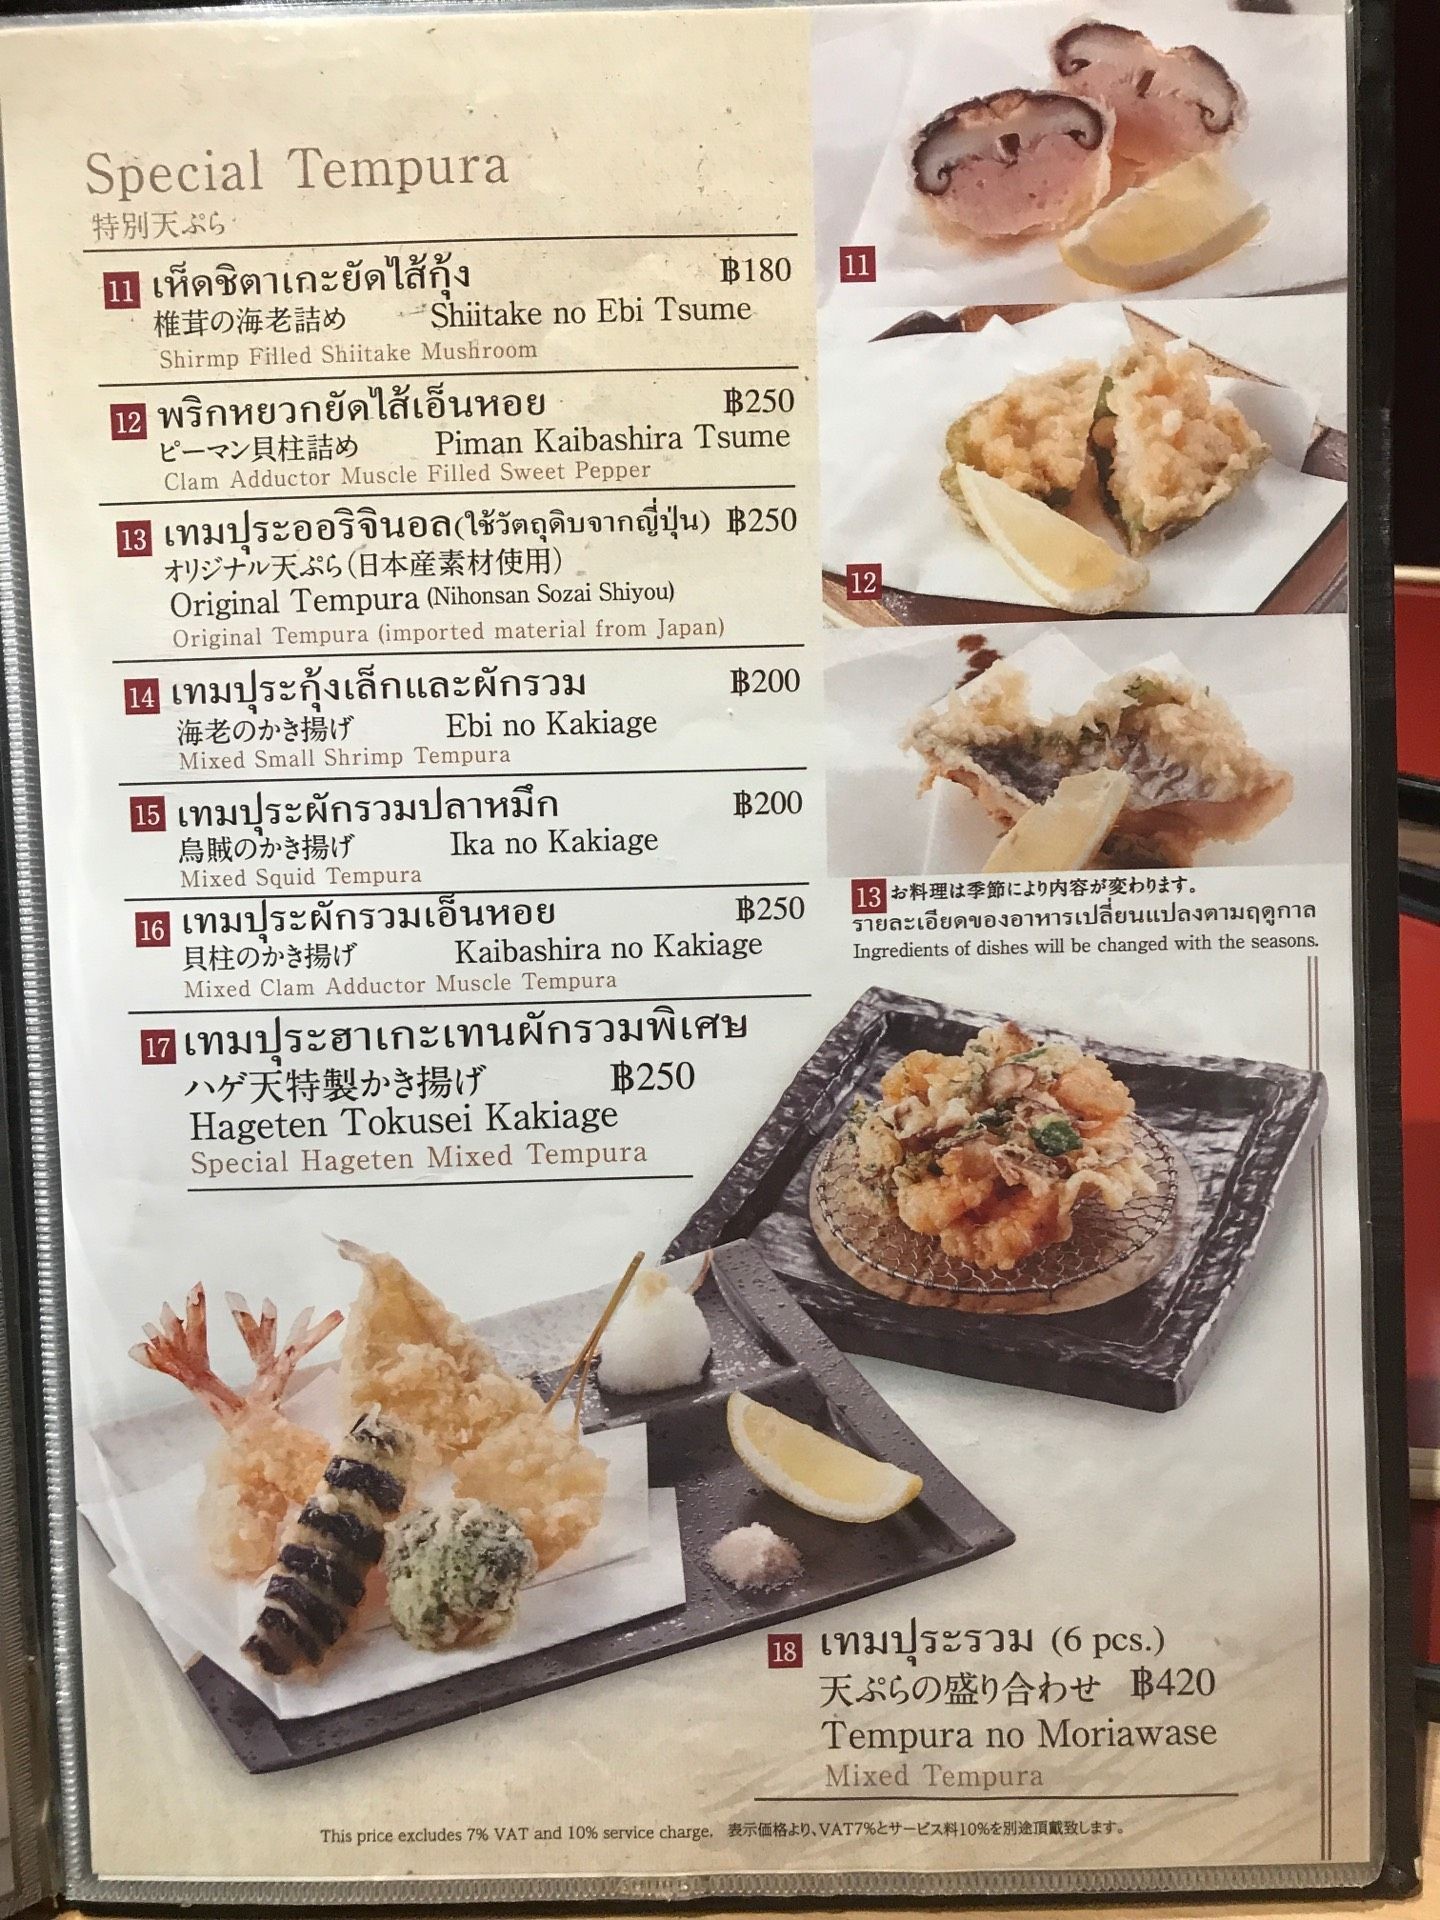 Special Tempura
特別天ぷら
11 เห็ดชิตาเกะยัดไส้กุ้ง ฿180
椎茸の海老詰め Shiitake no Ebi Tsume
Shirmp Filled Shiitake Mushroom
12 พริกหยวกยัดไส้เอ็นหอย ฿250
ピーマン貝柱詰め Piman Kaibashira Tsume
Clam Adductor Muscle Filled Sweet Pepper
13 เทมปุระออริจินอล(ใช้วัตถุดิบจากญี่ปุ่น) ฿250
オリジナル天ぷら（日本産素材使用）
Original Tempura (Nihonsan Sozai Shiyou)
Original Tempura (imported material from Japan)
14 เทมปุระกุ้งเล็กและผักรวม ฿200
海老のかき揚げ Ebi no Kakiage
Mixed Small Shrimp Tempura
15 เทมปุระผักรวมปลาหมึก ฿200
烏賊のかき揚げ Ika no Kakiage
Mixed Squid Tempura
16 เทมปุระผักรวมเอ็นหอย ฿250
貝柱のかき揚げ Kaibashira no Kakiage
Mixed Clam Adductor Muscle Tempura
17 เทมปุระฮาเกะเทนผักรวมพิเศษ
ハゲ天特製かき揚げ ฿250
Hageten Tokusei Kakiage
Special Hageten Mixed Tempura
11
12
13 お料理は季節により内容が変わります。
รายละเอียดของอาหารเปลี่ยนแปลงตามฤดูกาล
Ingredients of dishes will be changed with the seasons.
18 เทมปุระรวม (6 pcs.)
天ぷらの盛り合わせ ฿420
Tempura no Moriawase
Mixed Tempura
This price excludes 7% VAT and 10% service charge. 表示価格より、VAT7%とサービス料10%を別途頂戴致します。